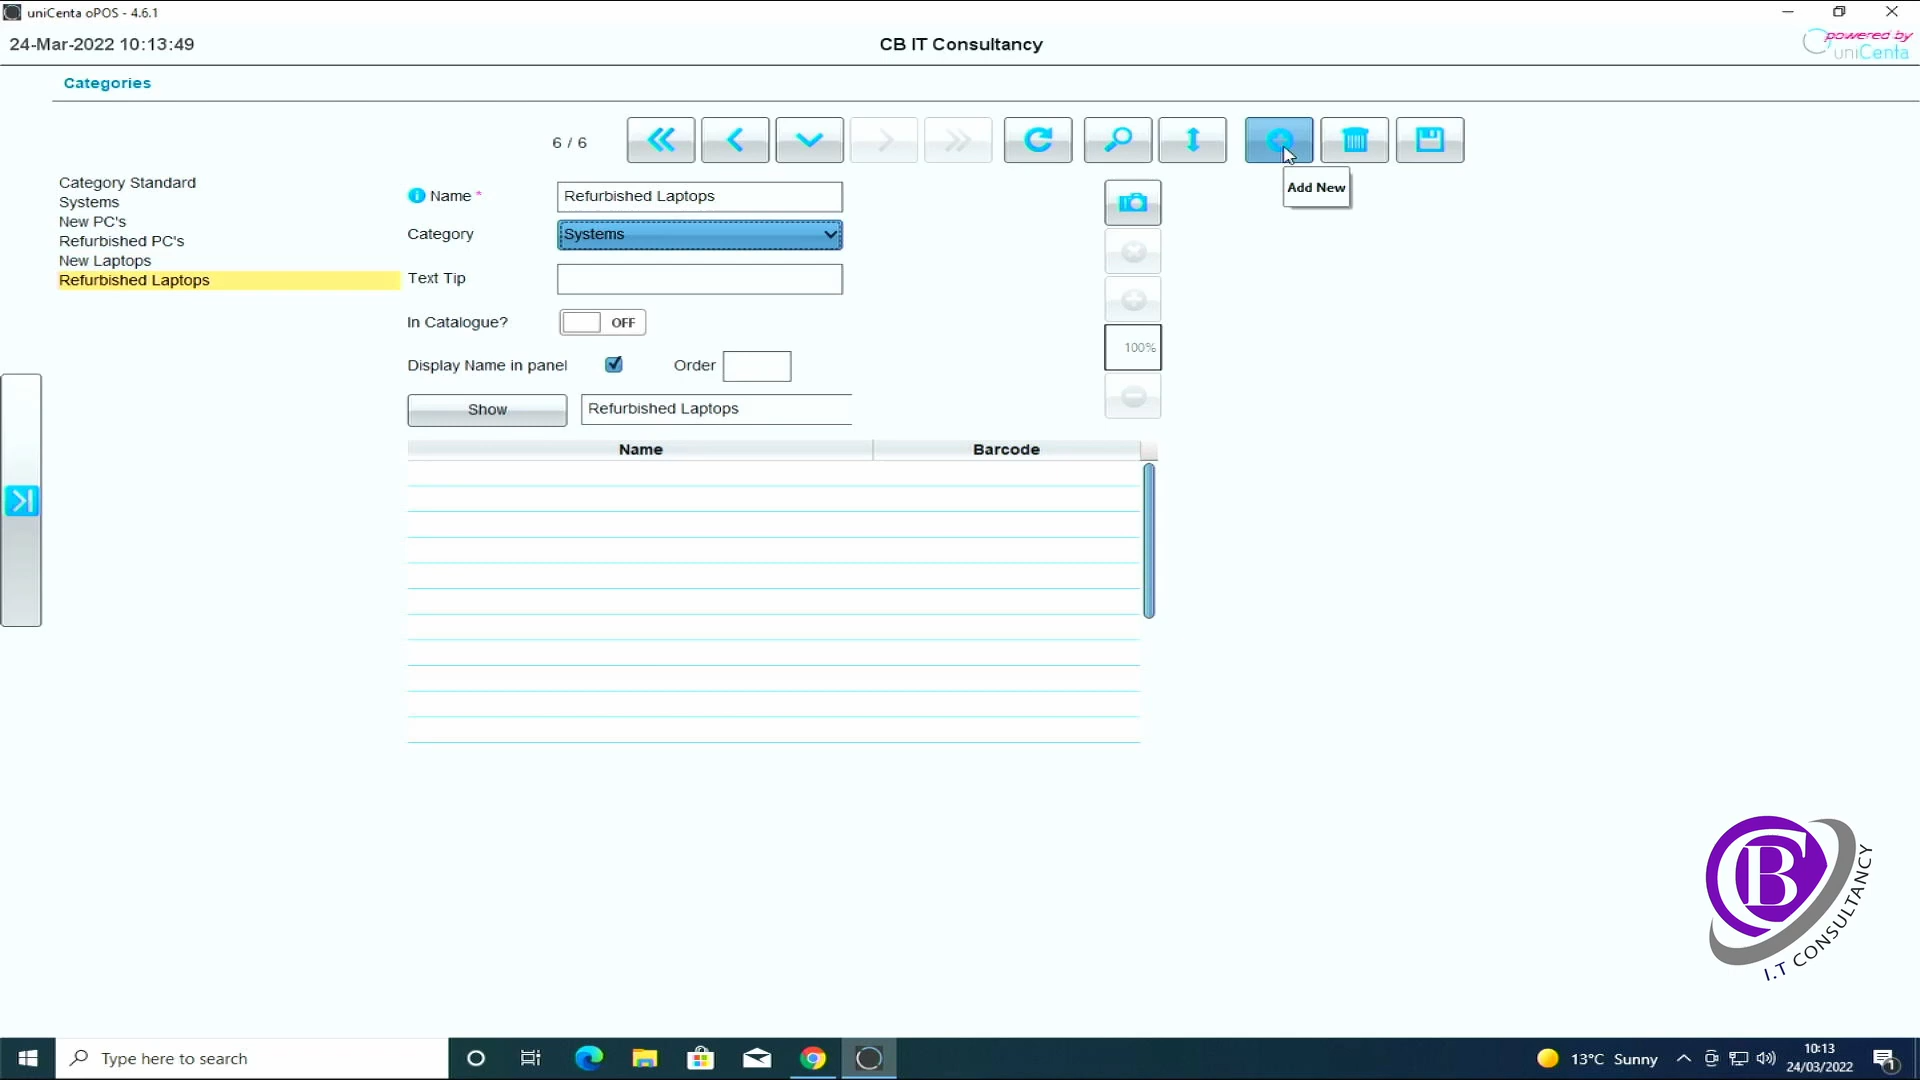 uniCenta oPOS - 4.6.1
24-Mar-2022 10:13:49
CB IT Consultancy
powered by
uniCenta
Categories
6 / 6
Add New
Category Standard
Systems
New PC's
Refurbished PC's
New Laptops
Refurbished Laptops
Name *
Refurbished Laptops
Category
Systems
Text Tip
In Catalogue?
OFF
Display Name in panel
Order
100%
Show
Refurbished Laptops
Name
Barcode
CB
I.T CONSULTANCY
Type here to search
13°C Sunny
10:13
24/03/2022
1